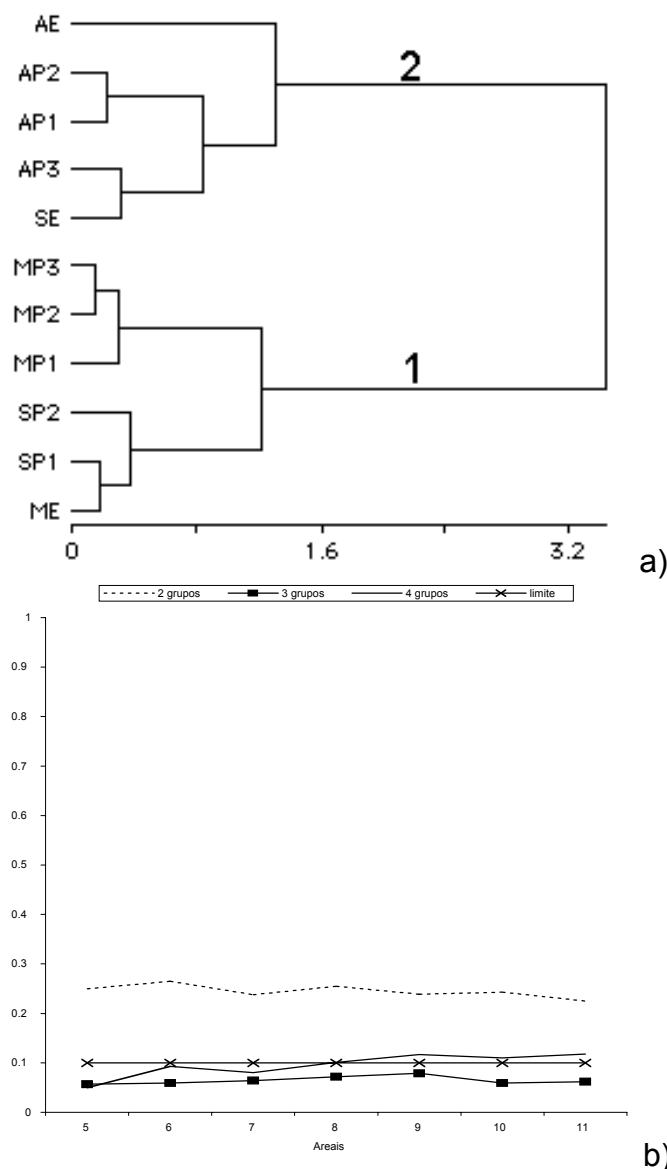 AE
2
AP2
AP1
AP3
SE
MP3
MP2
MP1
1
SP2
SP1
ME
0 1.6 3.2
a)
2 grupos 3 grupos 4 grupos limite
1
0.9
0.8
0.7
0.6
0.5
0.4
0.3
0.2
0.1
0
5 6 7 8 9 10 11
Areais
b)